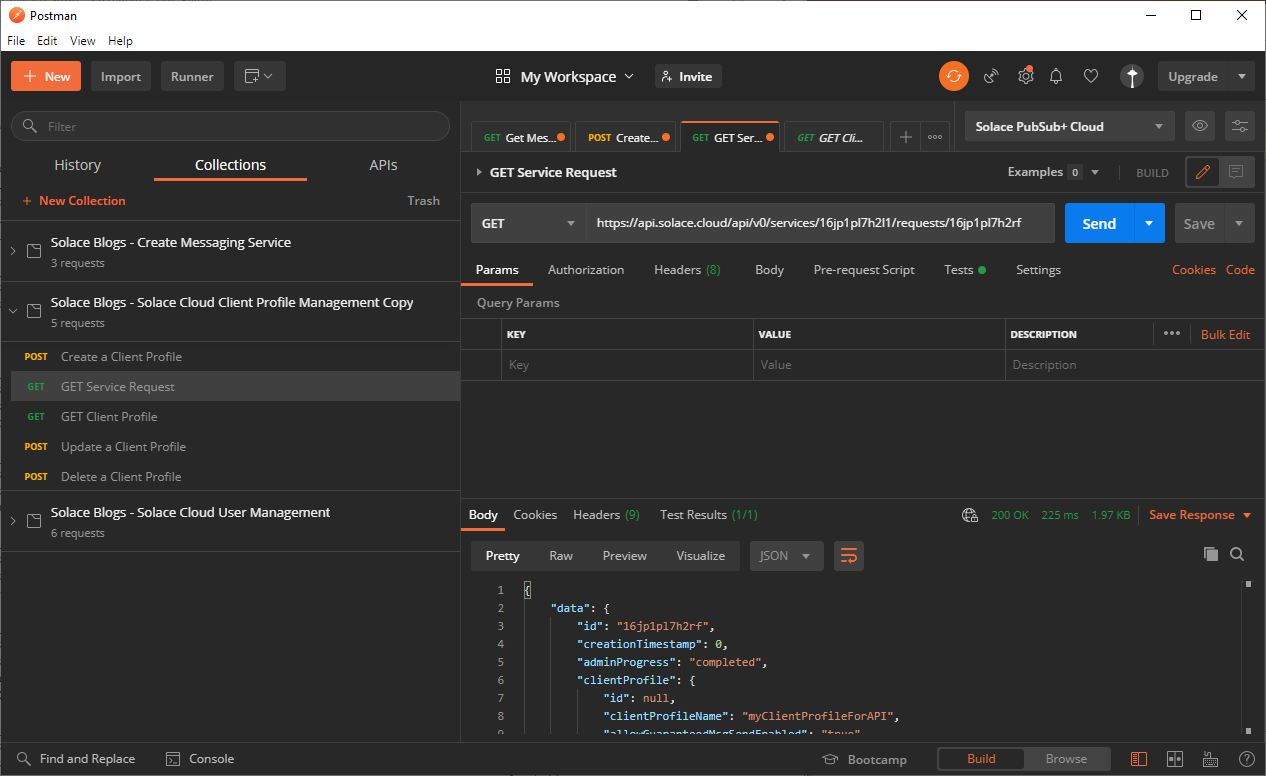 Postman
File Edit View Help
New Import Runner My Workspace Invite Upgrade
Filter
History Collections APIs
New Collection Trash
Solace Blogs - Create Messaging Service
3 requests
Solace Blogs - Solace Cloud Client Profile Management Copy
5 requests
POST Create a Client Profile
GET GET Service Request
GET GET Client Profile
POST Update a Client Profile
POST Delete a Client Profile
Solace Blogs - Solace Cloud User Management
6 requests
GET Get Mes... POST Create... GET GET Ser... GET GET Cli... Solace PubSub+ Cloud
GET Service Request Examples 0 BUILD
GET https://api.solace.cloud/api/v0/services/16jp1pl7h2l1/requests/16jp1pl7h2rf Send Save
Params Authorization Headers (8) Body Pre-request Script Tests Settings Cookies Code
Query Params
KEY VALUE DESCRIPTION Bulk Edit
Key Value Description
Body Cookies Headers (9) Test Results (1/1) 200 OK 225 ms 1.97 KB Save Response
Pretty Raw Preview Visualize JSON
1 {
2 "data": {
3 "id": "16jp1pl7h2rf",
4 "creationTimestamp": 0,
5 "adminProgress": "completed",
6 "clientProfile": {
7 "id": null,
8 "clientProfileName": "myClientProfileForAPI",
9 "allowGuaranteedMsgSendEnabled": "true"
Find and Replace Console Bootcamp Build Browse